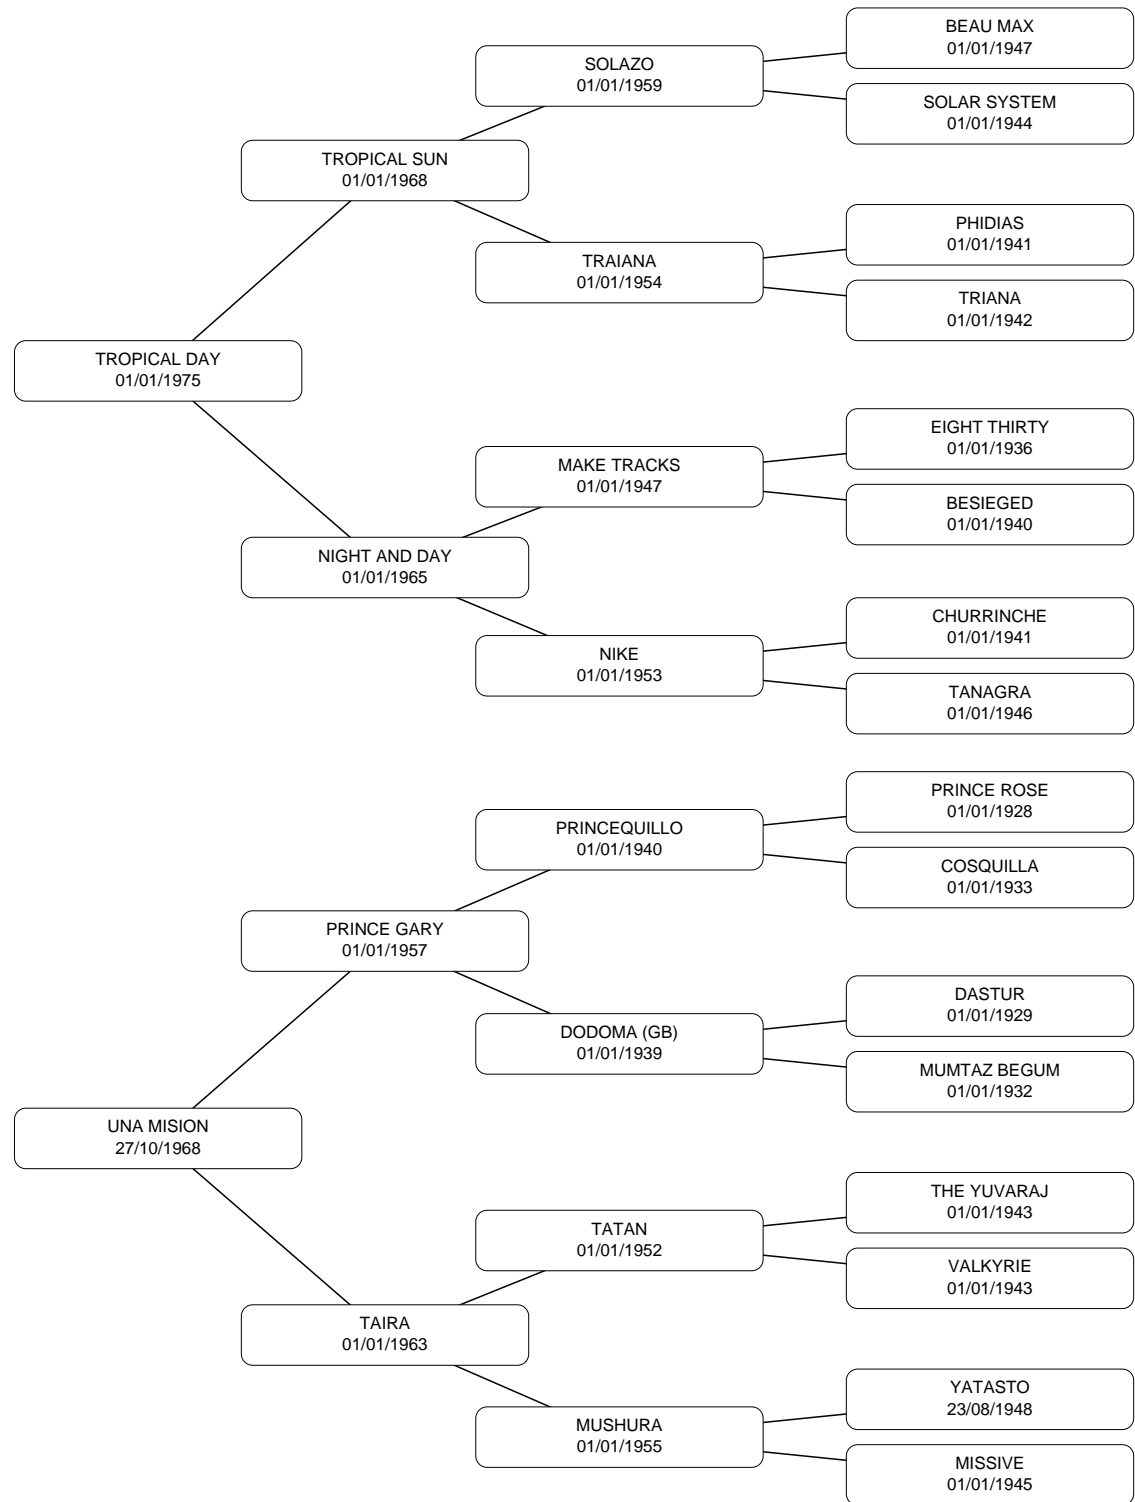 BEAU MAX
01/01/1947
SOLAZO
01/01/1959
SOLAR SYSTEM
01/01/1944
TROPICAL SUN
01/01/1968
PHIDIAS
01/01/1941
TRAIANA
01/01/1954
TRIANA
01/01/1942
TROPICAL DAY
01/01/1975
EIGHT THIRTY
01/01/1936
MAKE TRACKS
01/01/1947
BESIEGED
01/01/1940
NIGHT AND DAY
01/01/1965
CHURRINCHE
01/01/1941
NIKE
01/01/1953
TANAGRA
01/01/1946
PRINCE ROSE
01/01/1928
PRINCEQUILLO
01/01/1940
COSQUILLA
01/01/1933
PRINCE GARY
01/01/1957
DASTUR
01/01/1929
DODOMA (GB)
01/01/1939
MUMTAZ BEGUM
01/01/1932
UNA MISION
27/10/1968
THE YUVARAJ
01/01/1943
TATAN
01/01/1952
VALKYRIE
01/01/1943
TAIRA
01/01/1963
YATASTO
23/08/1948
MUSHURA
01/01/1955
MISSIVE
01/01/1945